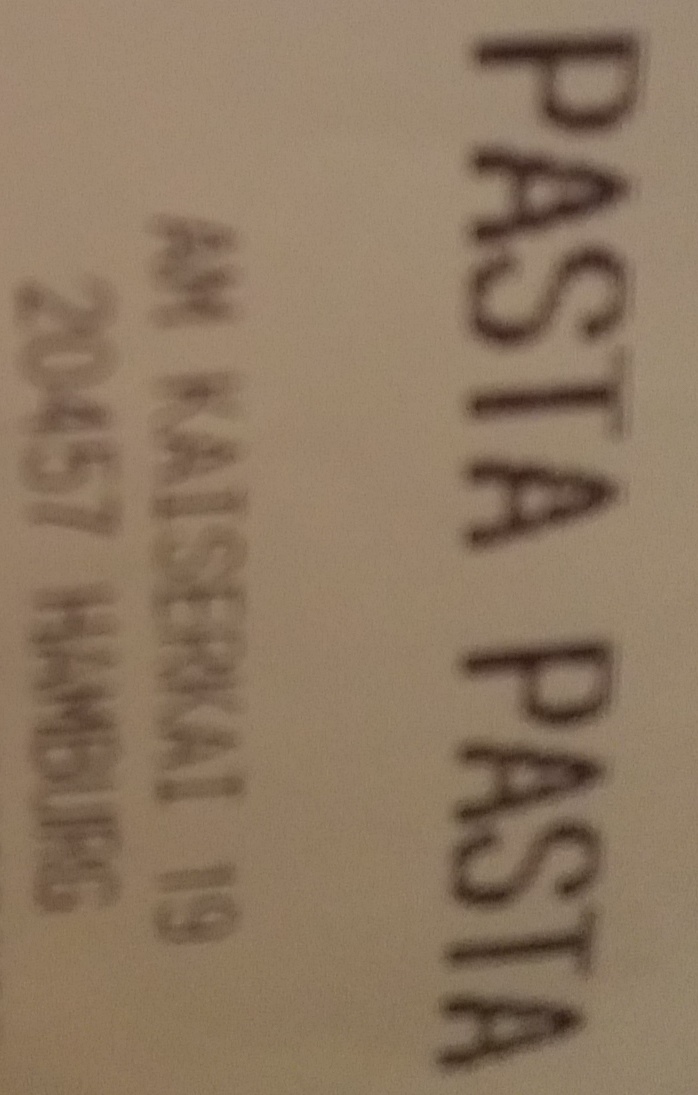 PASTA PASTA
AM KAISERKAI 19
20457 HAMBURG